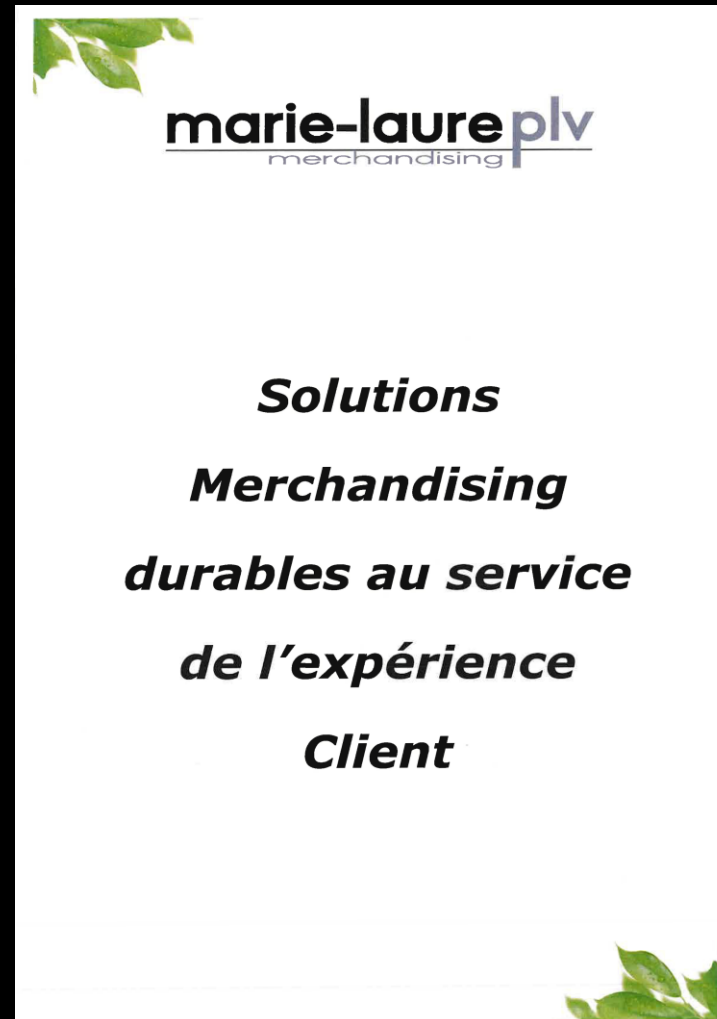 marie-laure plv
merchandising
Solutions
Merchandising
durables au service
de l'expérience
Client